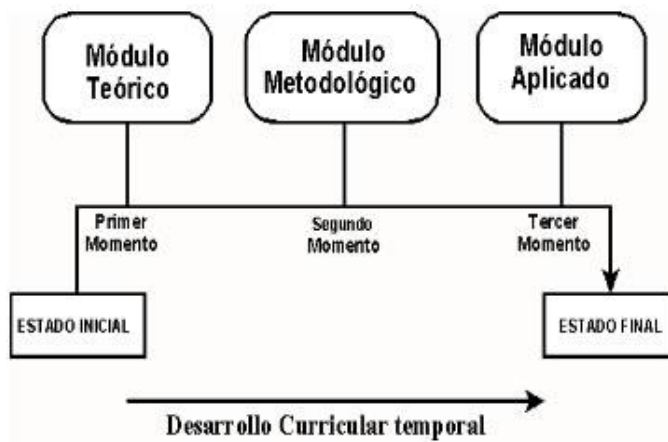 Módulo
Teórico
Módulo
Metodológico
Módulo
Aplicado
Primer
Momento
Segundo
Momento
Tercer
Momento
ESTADO INICIAL
ESTADO FINAL
Desarrollo Curricular temporal